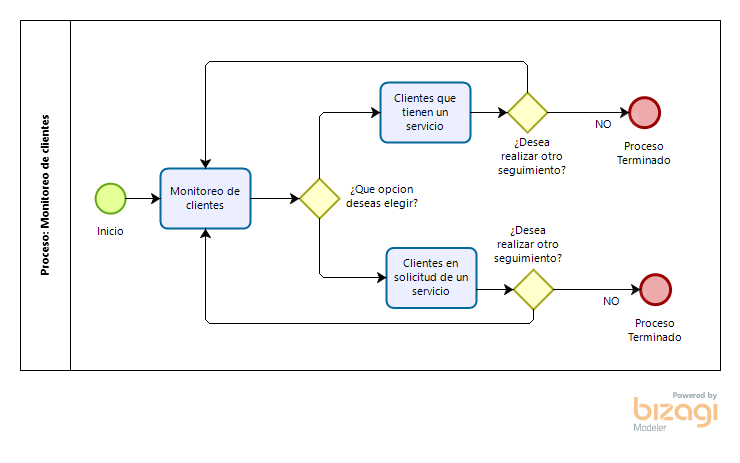 Proceso: Monitoreo de clientes
Inicio
Monitoreo de
clientes
¿Que opcion
deseas elegir?
Clientes que
tienen un
servicio
¿Desea
realizar otro
seguimiento?
NO
Proceso
Terminado
Clientes en
solicitud de un
servicio
¿Desea
realizar otro
seguimiento?
NO
Proceso
Terminado
Powered by
bizagi
Modeler